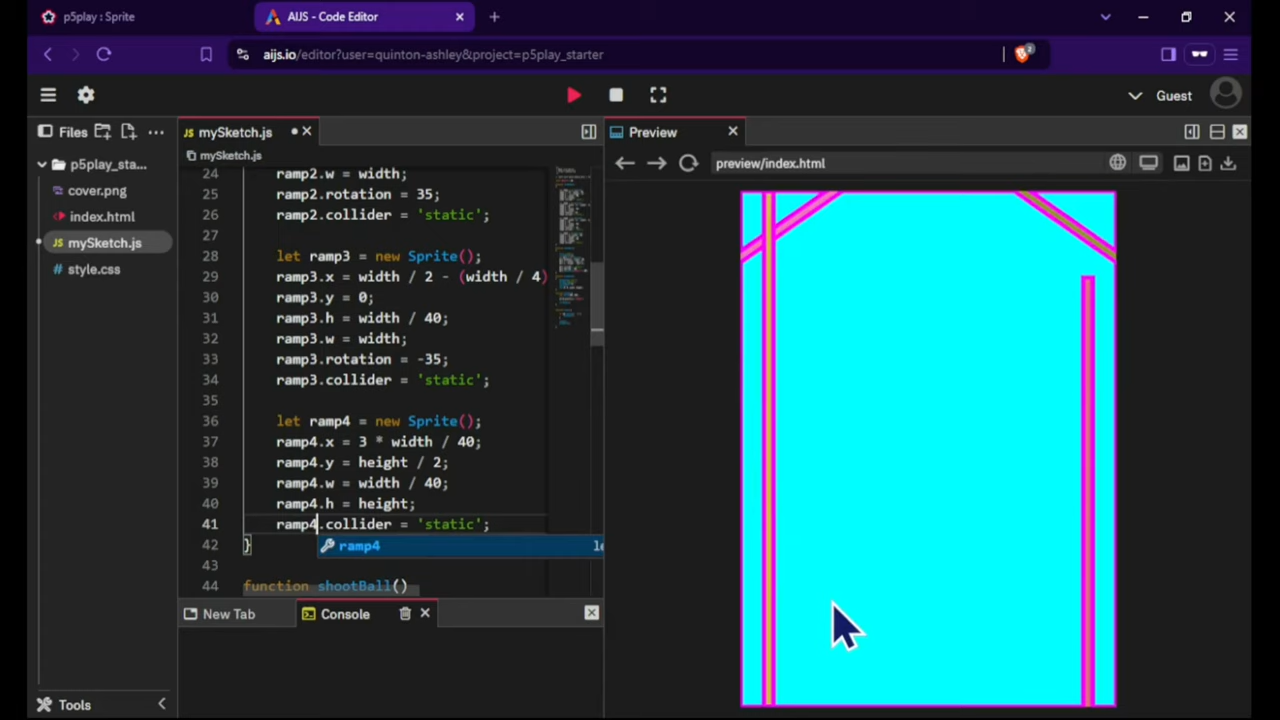 p5play : Sprite
AIJS - Code Editor
aijs.io/editor?user=quinton-ashley&project=p5play_starter
2
Guest
Files
mySketch.js
Preview
p5play_sta...
mySketch.js
preview/index.html
cover.png
index.html
mySketch.js
style.css
24 ramp2.w = width;
25 ramp2.rotation = 35;
26 ramp2.collider = 'static';
27
28 let ramp3 = new Sprite();
29 ramp3.x = width / 2 - (width / 4)
30 ramp3.y = 0;
31 ramp3.h = width / 40;
32 ramp3.w = width;
33 ramp3.rotation = -35;
34 ramp3.collider = 'static';
35
36 let ramp4 = new Sprite();
37 ramp4.x = 3 * width / 40;
38 ramp4.y = height / 2;
39 ramp4.w = width / 40;
40 ramp4.h = height;
41 ramp4.collider = 'static';
42 }
ramp4 le
43
44 function shootBall()
New Tab
Console
Tools